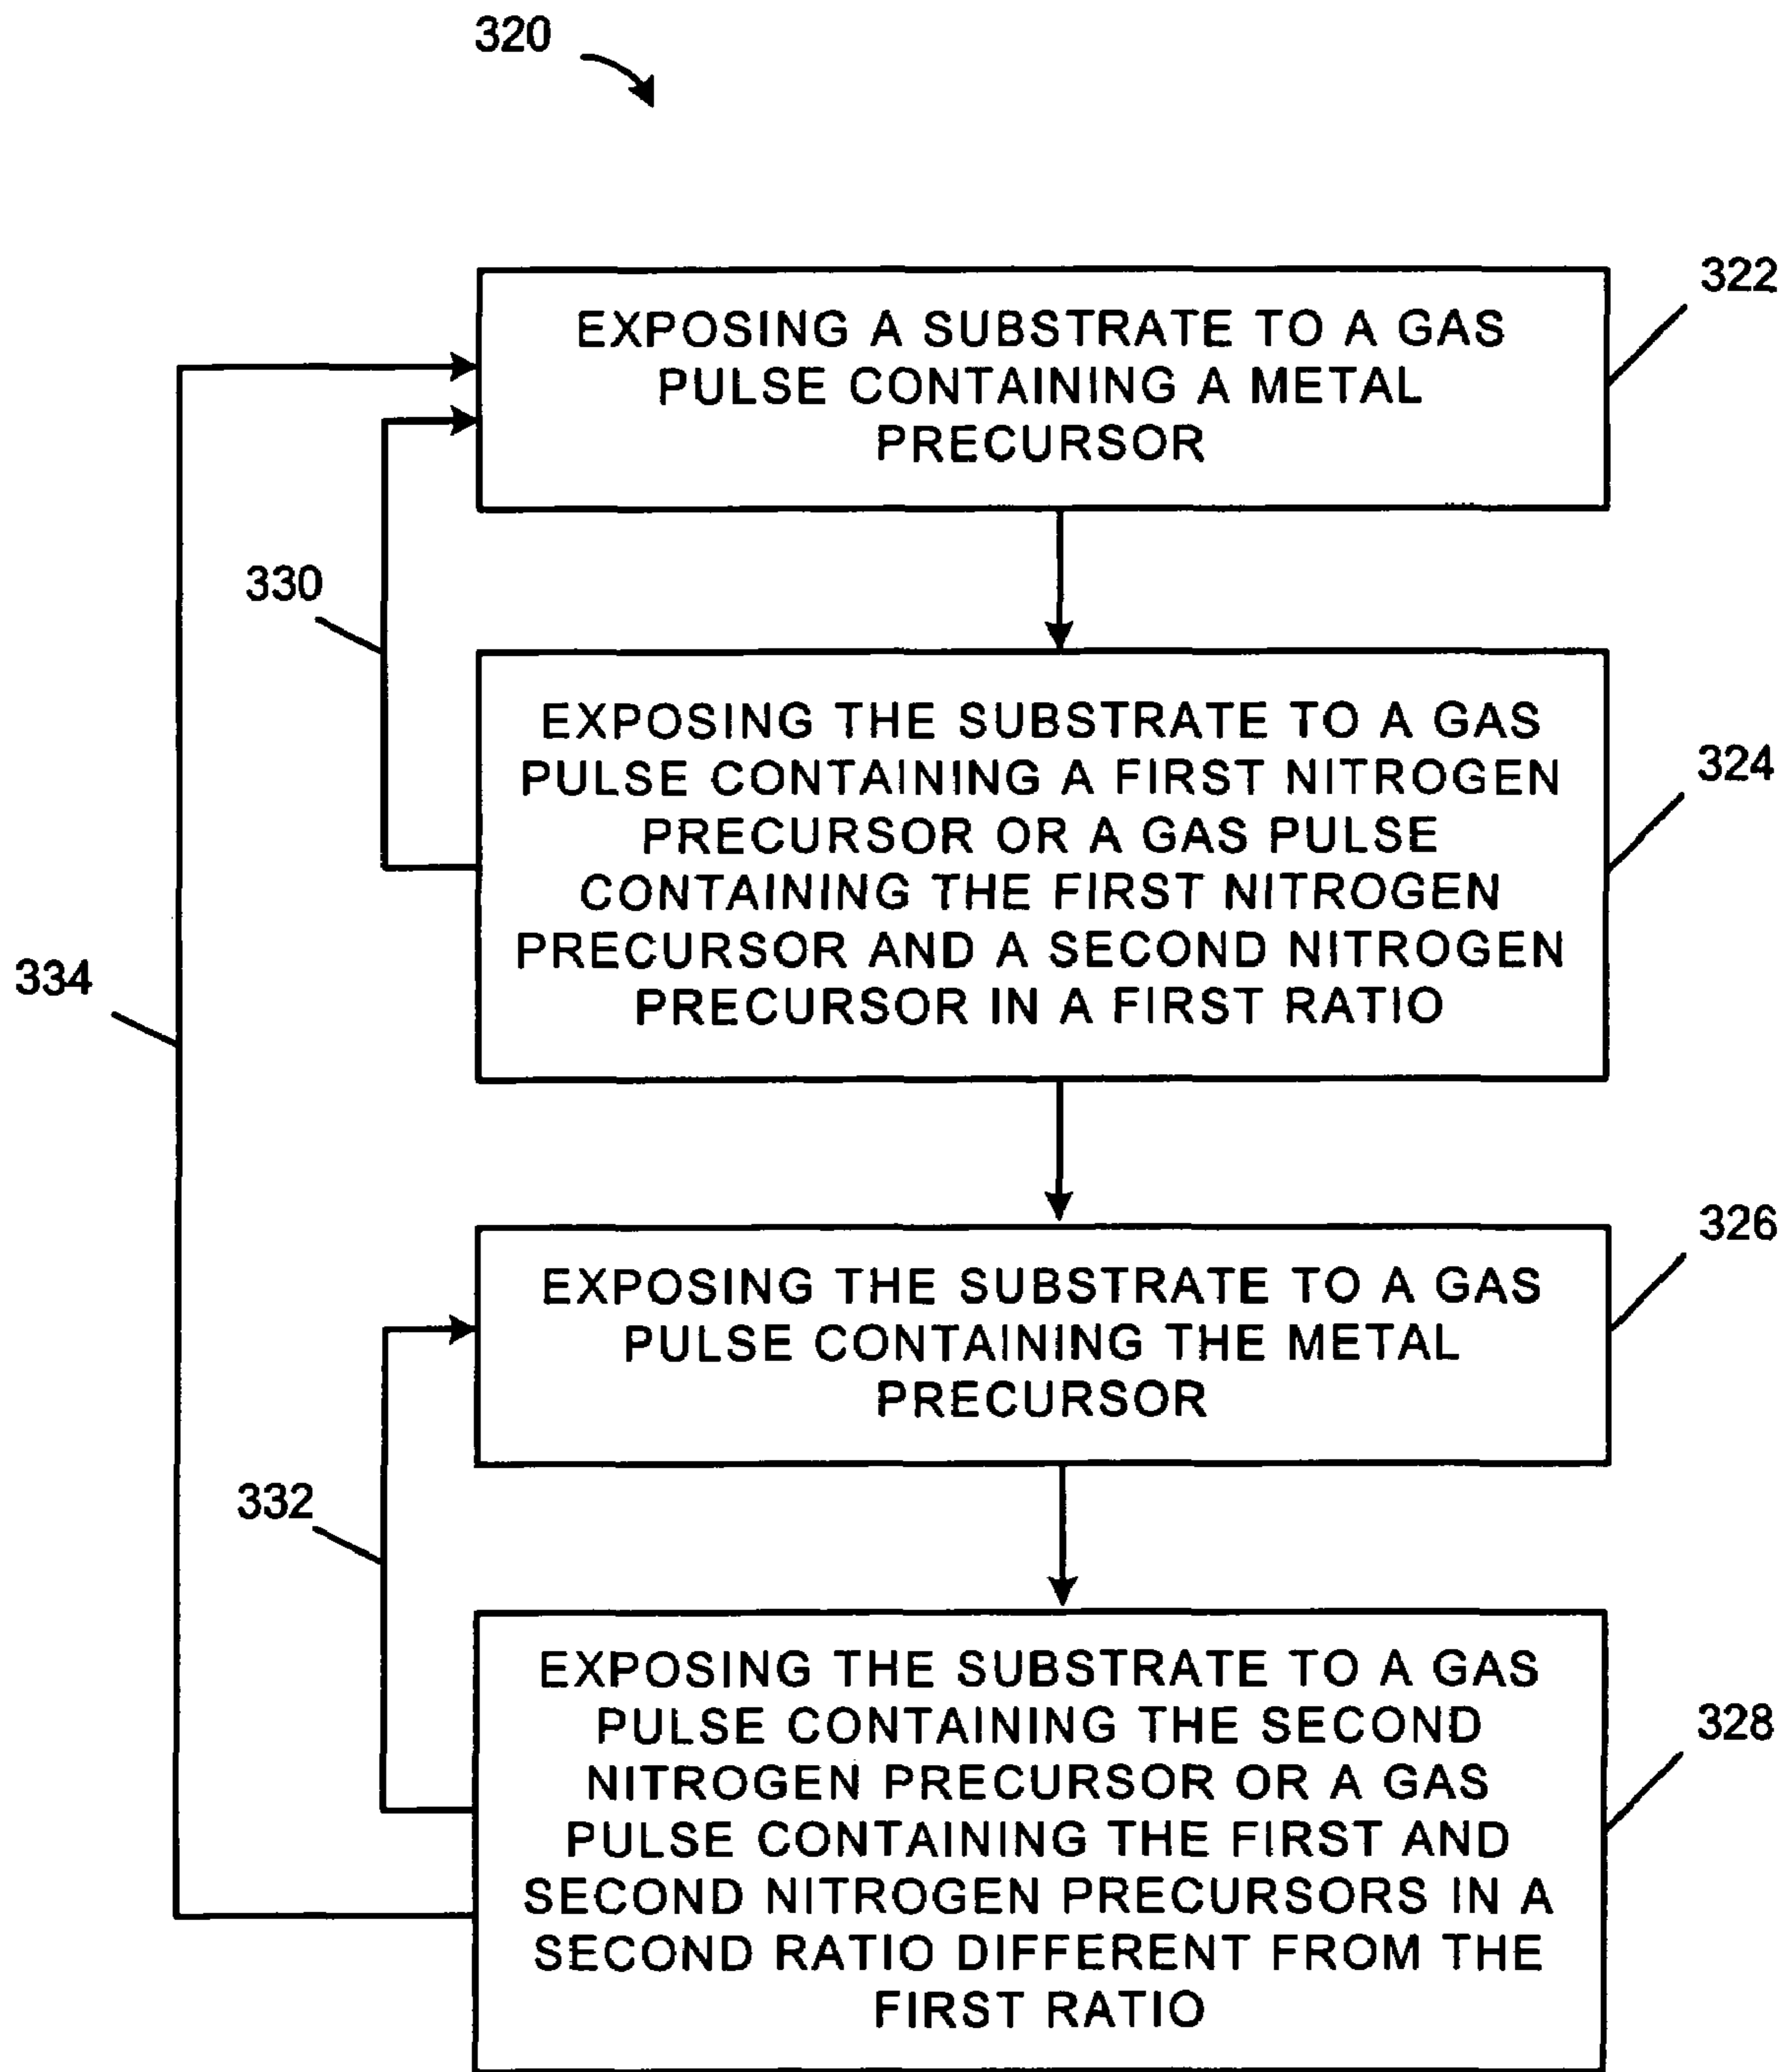 320
EXPOSING A SUBSTRATE TO A GAS
PULSE CONTAINING A METAL
PRECURSOR
322
330
EXPOSING THE SUBSTRATE TO A GAS
PULSE CONTAINING A FIRST NITROGEN
PRECURSOR OR A GAS PULSE
CONTAINING THE FIRST NITROGEN
PRECURSOR AND A SECOND NITROGEN
PRECURSOR IN A FIRST RATIO
324
334
EXPOSING THE SUBSTRATE TO A GAS
PULSE CONTAINING THE METAL
PRECURSOR
326
332
EXPOSING THE SUBSTRATE TO A GAS
PULSE CONTAINING THE SECOND
NITROGEN PRECURSOR OR A GAS
PULSE CONTAINING THE FIRST AND
SECOND NITROGEN PRECURSORS IN A
SECOND RATIO DIFFERENT FROM THE
FIRST RATIO
328